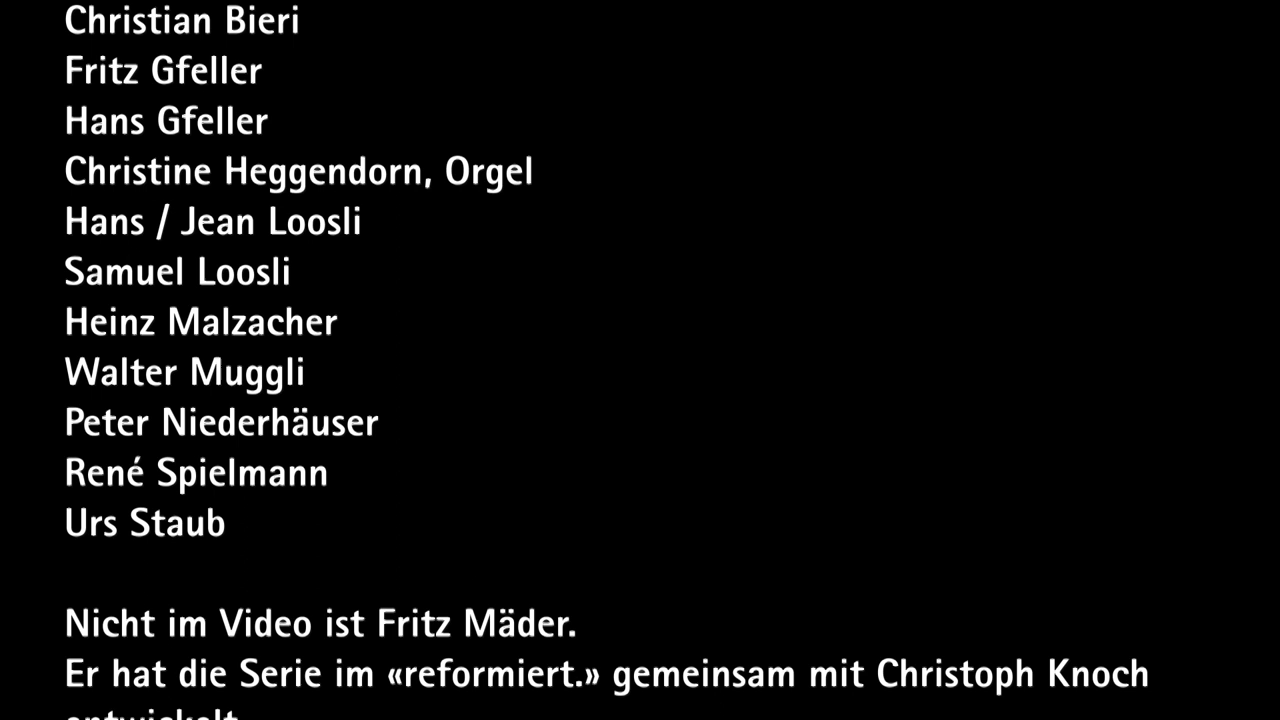 Christian Bieri
Fritz Gfeller
Hans Gfeller
Christine Heggendorn, Orgel
Hans / Jean Loosli
Samuel Loosli
Heinz Malzacher
Walter Muggli
Peter Niederhäuser
René Spielmann
Urs Staub
Nicht im Video ist Fritz Mäder.
Er hat die Serie im «reformiert.» gemeinsam mit Christoph Knoch
entwickelt